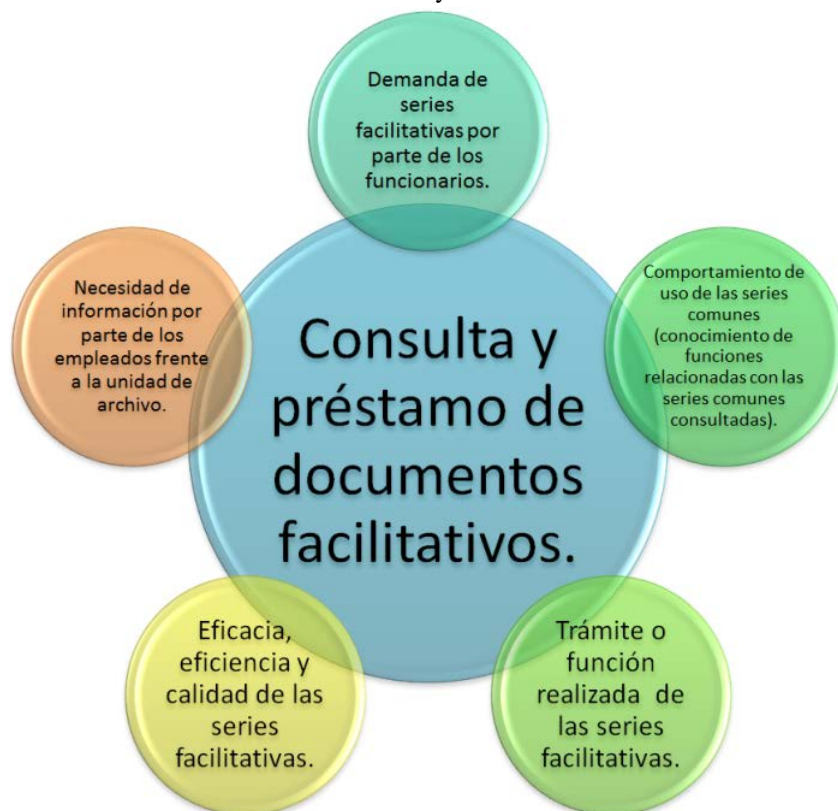 y
Demanda de
series
facilitativas por
parte de los
funcionarios.
Necesidad de
información por
parte de los
empleados frente
a la unidad de
archivo.
Comportamiento de
uso de las series
comunes
(conocimiento de
funciones
relacionadas con las
series comunes
consultadas).
Consulta y
préstamo de
documentos
facilitativos.
Eficacia,
eficiencia y
calidad de las
series
facilitativas.
Trámite o
función
realizada de
las series
facilitativas.